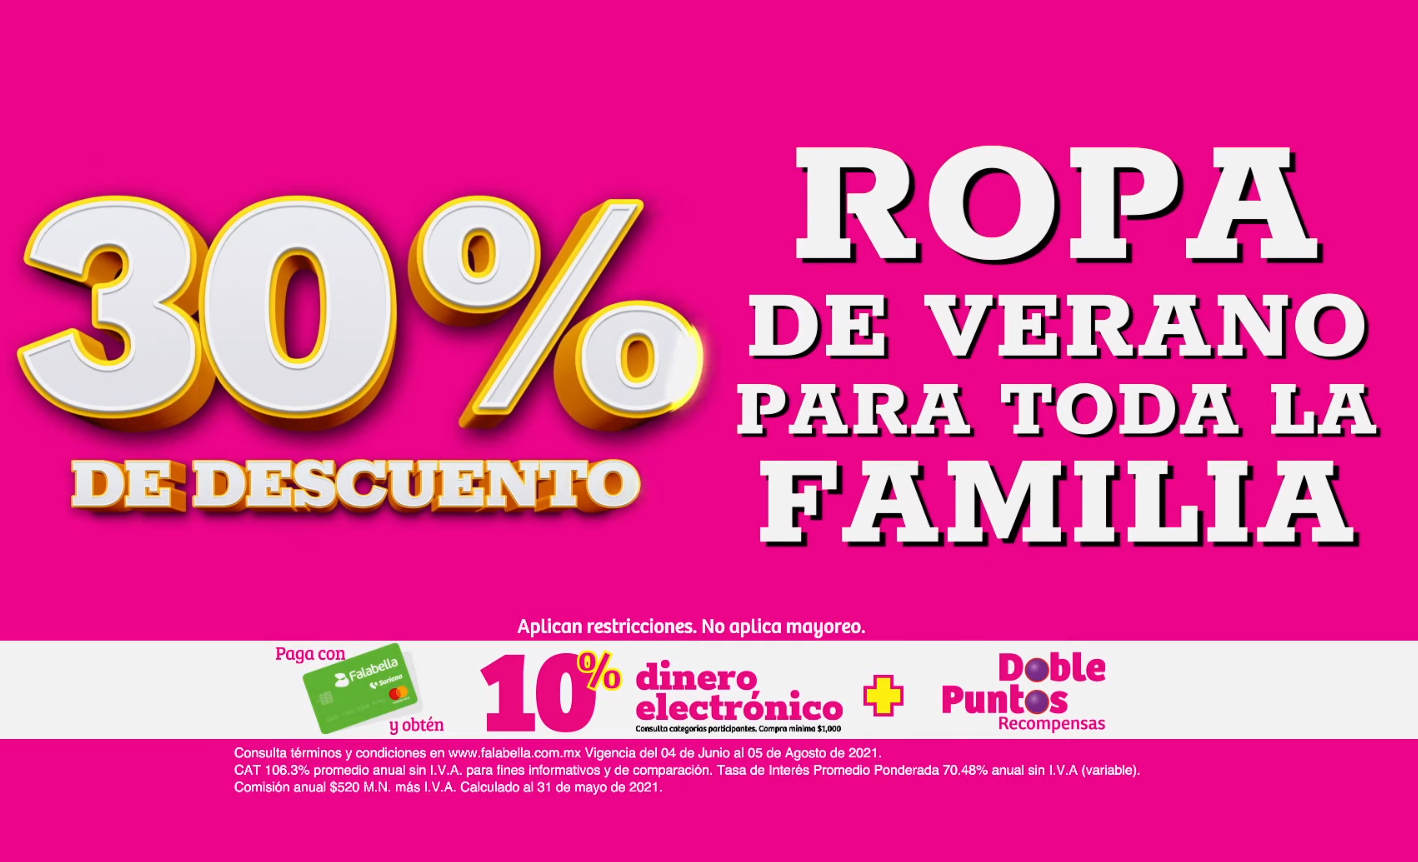 30%
DE DESCUENTO
ROPA
DE VERANO
PARA TODA LA
FAMILIA
Aplican restricciones. No aplica mayoreo.
Paga con
Falabella
Soriana
y obtén
10%
dinero
electrónico
Consulta categorías participantes. Compra mínima $1,000
Doble
Puntos
Recompensas
Consulta términos y condiciones en www.falabella.com.mx Vigencia del 04 de Junio al 05 de Agosto de 2021.
CAT 106.3% promedio anual sin I.V.A. para fines informativos y de comparación. Tasa de Interés Promedio Ponderada 70.48% anual sin I.V.A (variable).
Comisión anual $520 M.N. más I.V.A. Calculado al 31 de mayo de 2021.